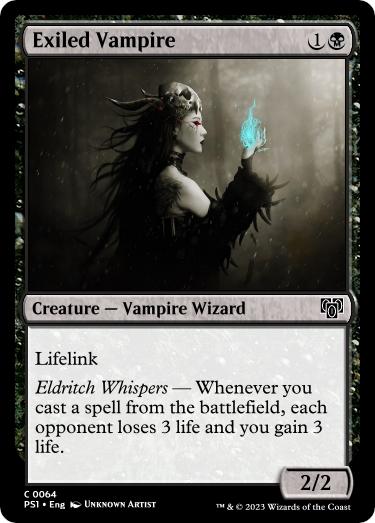 Exiled Vampire 1
Creature — Vampire Wizard
Lifelink
Eldritch Whispers — Whenever you
cast a spell from the battlefield, each
opponent loses 3 life and you gain 3
life.
2/2
C 0064
PS1 • Eng Unknown Artist
™ & © 2023 Wizards of the Coast